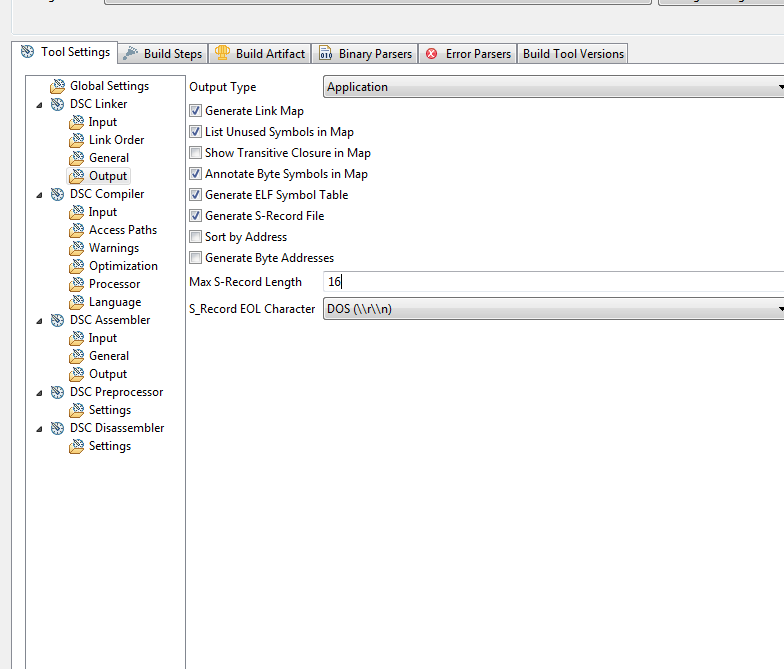 Tool Settings Build Steps Build Artifact Binary Parsers Error Parsers Build Tool Versions
Global Settings
DSC Linker
Input
Link Order
General
Output
DSC Compiler
Input
Access Paths
Warnings
Optimization
Processor
Language
DSC Assembler
Input
General
Output
DSC Preprocessor
Settings
DSC Disassembler
Settings
Output Type Application
Generate Link Map
List Unused Symbols in Map
Show Transitive Closure in Map
Annotate Byte Symbols in Map
Generate ELF Symbol Table
Generate S-Record File
Sort by Address
Generate Byte Addresses
Max S-Record Length 16
S_Record EOL Character DOS (\\r\\n)